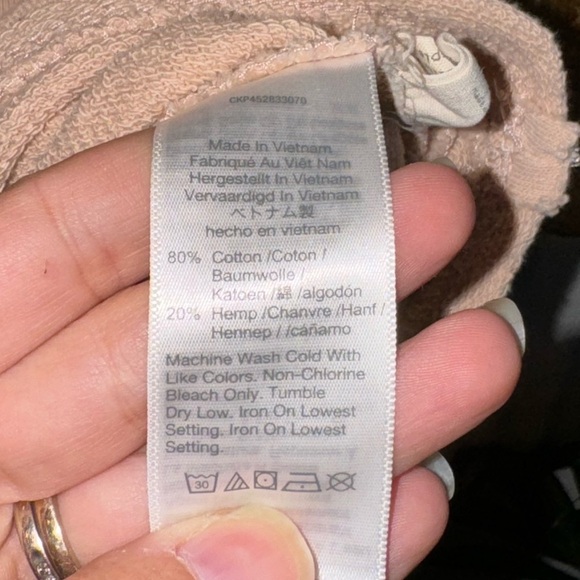 CKP452833070
Made In Vietnam
Fabriqué Au Viêt Nam
Hergestellt In Vietnam
Vervaardigd In Vietnam
ベトナム製
hecho en vietnam
80% Cotton /Coton /
Baumwolle /
Katoen /綿 /algodón
20% Hemp /Chanvre /Hanf /
Hennep / /cáñamo
Machine Wash Cold With
Like Colors. Non-Chlorine
Bleach Only. Tumble
Dry Low. Iron On Lowest
Setting. Iron On Lowest
Setting.
30